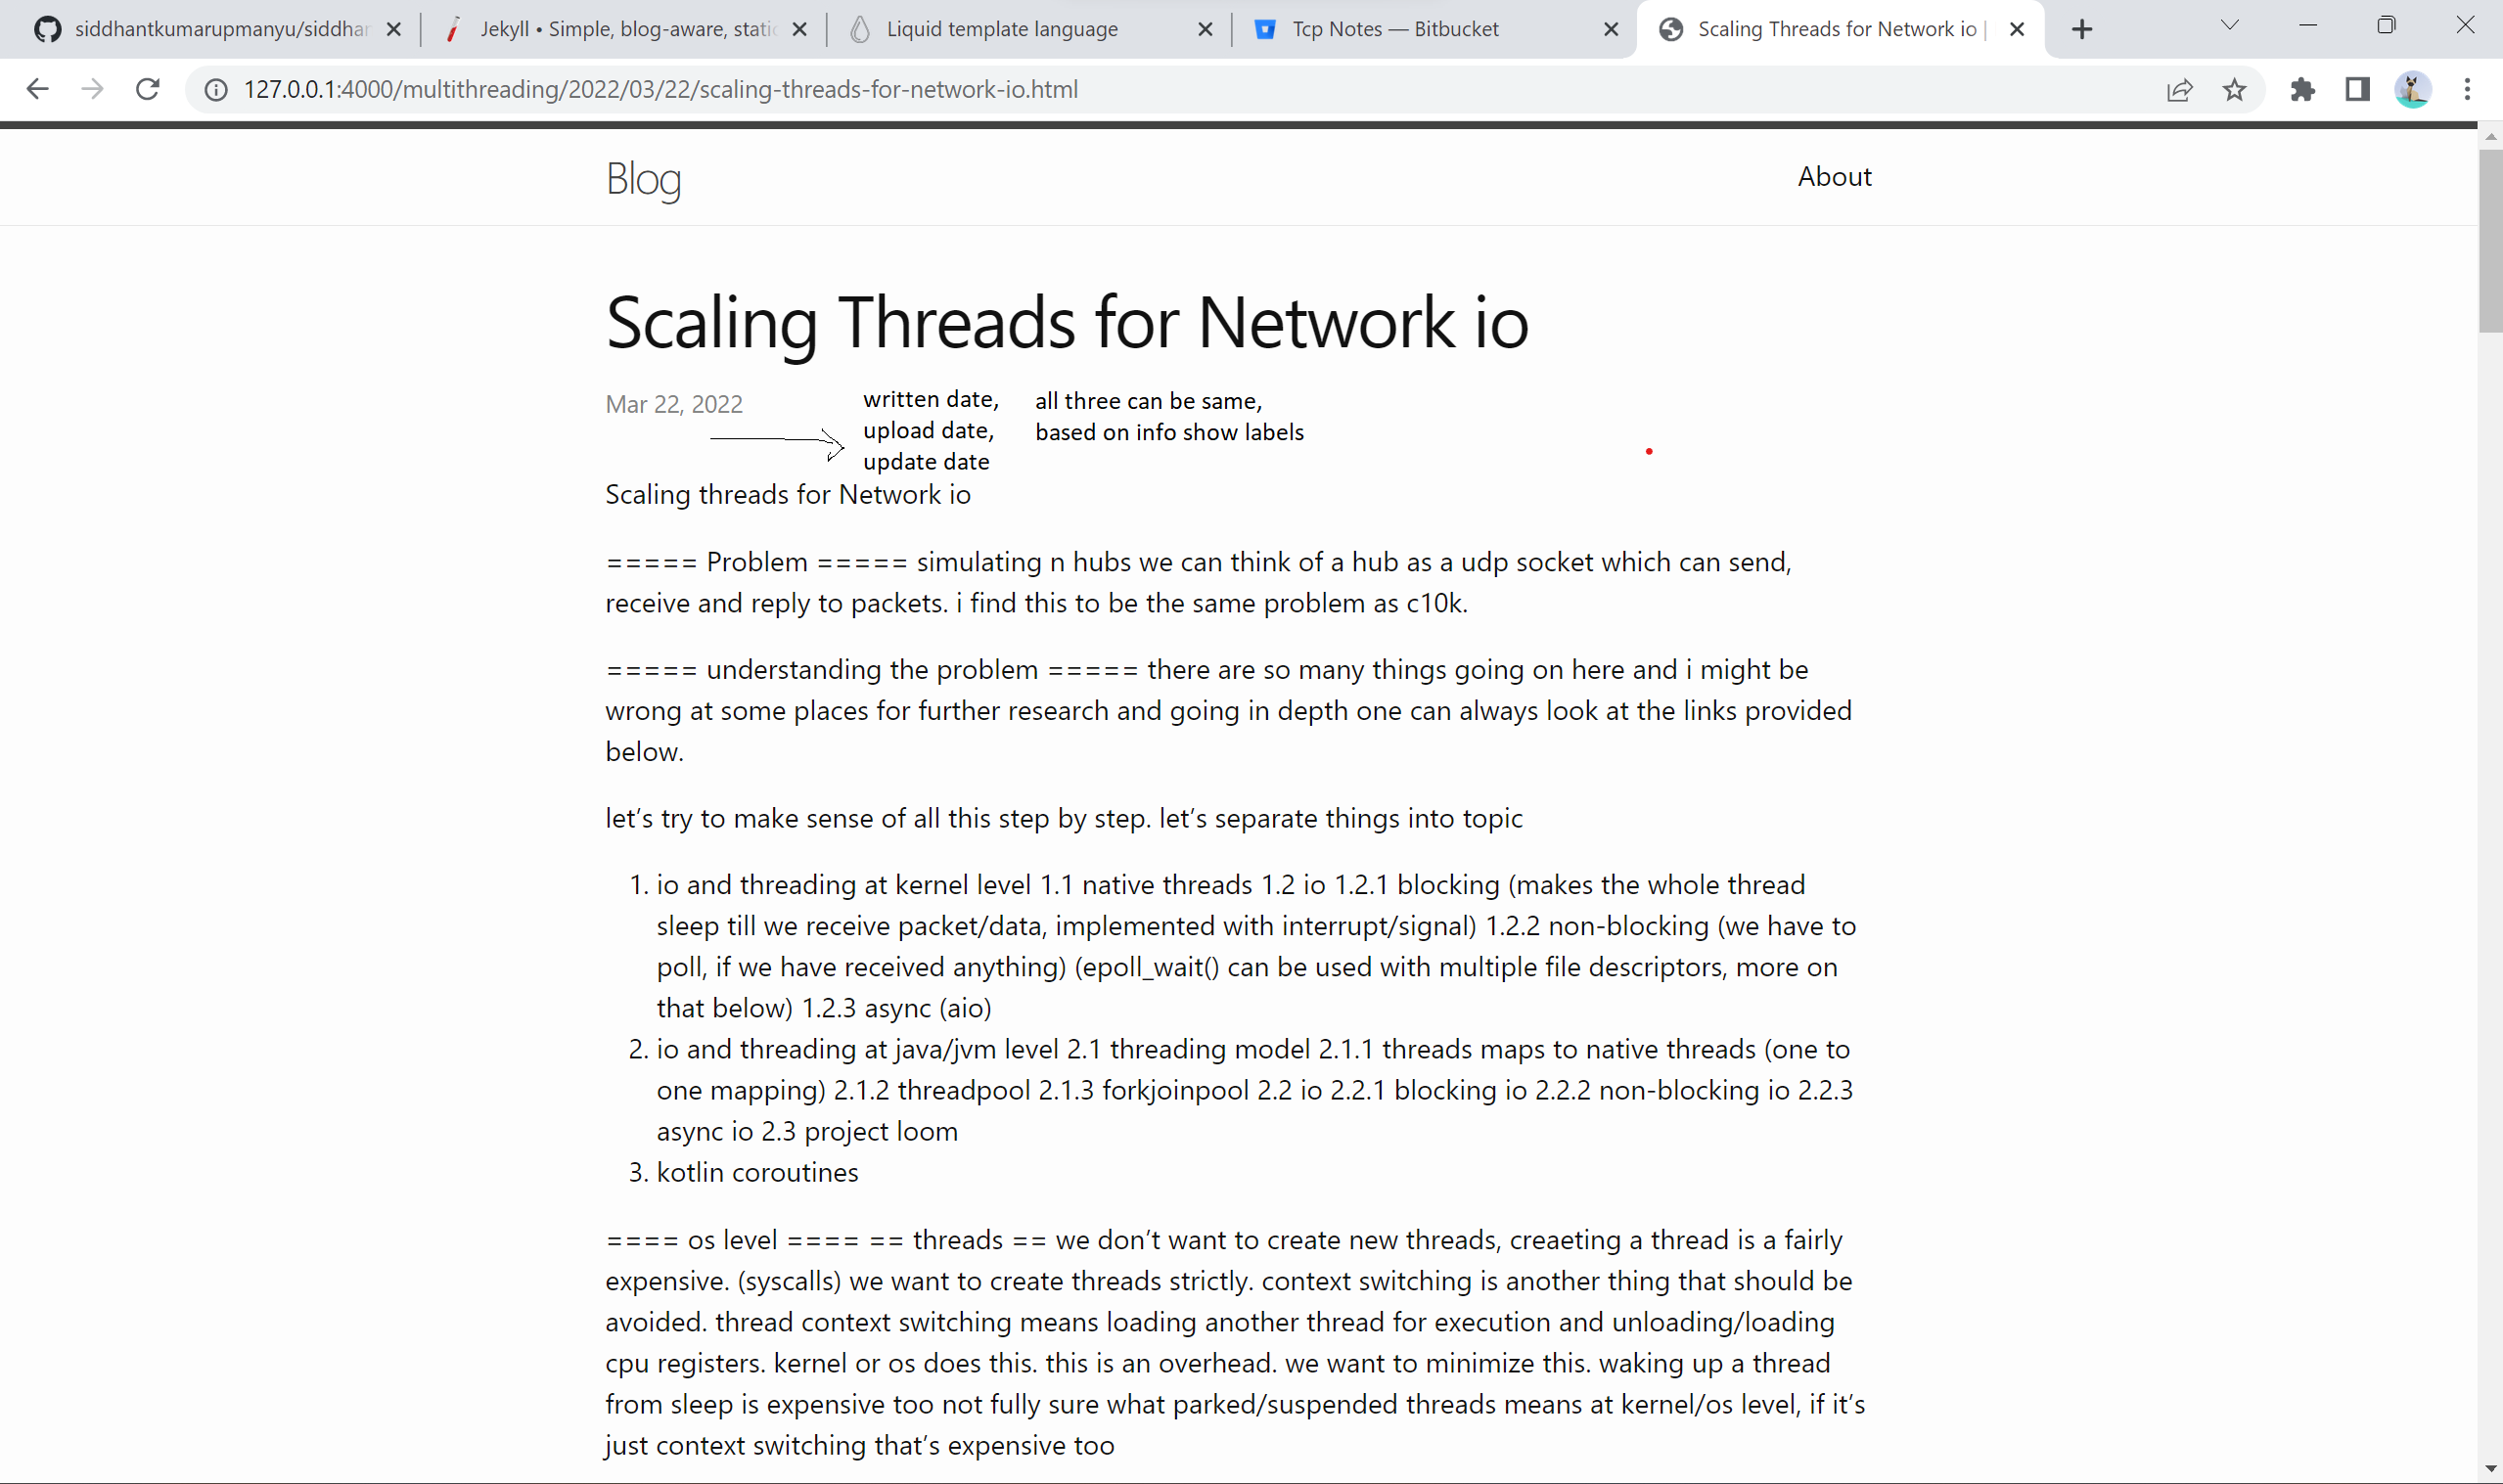 siddhantkumarupmanyu/siddhan
Jekyll • Simple, blog-aware, static
Liquid template language
Tcp Notes — Bitbucket
Scaling Threads for Network io |
127.0.0.1:4000/multithreading/2022/03/22/scaling-threads-for-network-io.html
Blog
About
Scaling Threads for Network io
Mar 22, 2022
written date,
upload date,
update date
all three can be same,
based on info show labels
Scaling threads for Network io
===== Problem ===== simulating n hubs we can think of a hub as a udp socket which can send,
receive and reply to packets. i find this to be the same problem as c10k.
===== understanding the problem ===== there are so many things going on here and i might be
wrong at some places for further research and going in depth one can always look at the links provided
below.
let’s try to make sense of all this step by step. let’s separate things into topic
1. io and threading at kernel level 1.1 native threads 1.2 io 1.2.1 blocking (makes the whole thread
sleep till we receive packet/data, implemented with interrupt/signal) 1.2.2 non-blocking (we have to
poll, if we have received anything) (epoll_wait() can be used with multiple file descriptors, more on
that below) 1.2.3 async (aio)
2. io and threading at java/jvm level 2.1 threading model 2.1.1 threads maps to native threads (one to
one mapping) 2.1.2 threadpool 2.1.3 forkjoinpool 2.2 io 2.2.1 blocking io 2.2.2 non-blocking io 2.2.3
async io 2.3 project loom
3. kotlin coroutines
==== os level ==== == threads == we don’t want to create new threads, creaeting a thread is a fairly
expensive. (syscalls) we want to create threads strictly. context switching is another thing that should be
avoided. thread context switching means loading another thread for execution and unloading/loading
cpu registers. kernel or os does this. this is an overhead. we want to minimize this. waking up a thread
from sleep is expensive too not fully sure what parked/suspended threads means at kernel/os level, if it’s
just context switching that’s expensive too